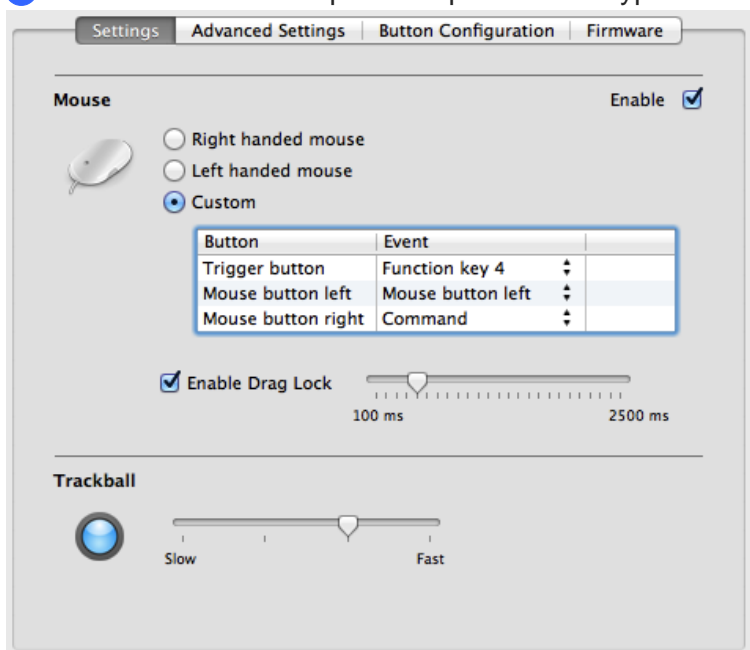 Settings Advanced Settings Button Configuration Firmware
Mouse Enable
Right handed mouse
Left handed mouse
Custom
Button Event
Trigger button Function key 4
Mouse button left Mouse button left
Mouse button right Command
Enable Drag Lock
100 ms 2500 ms
Trackball
Slow Fast